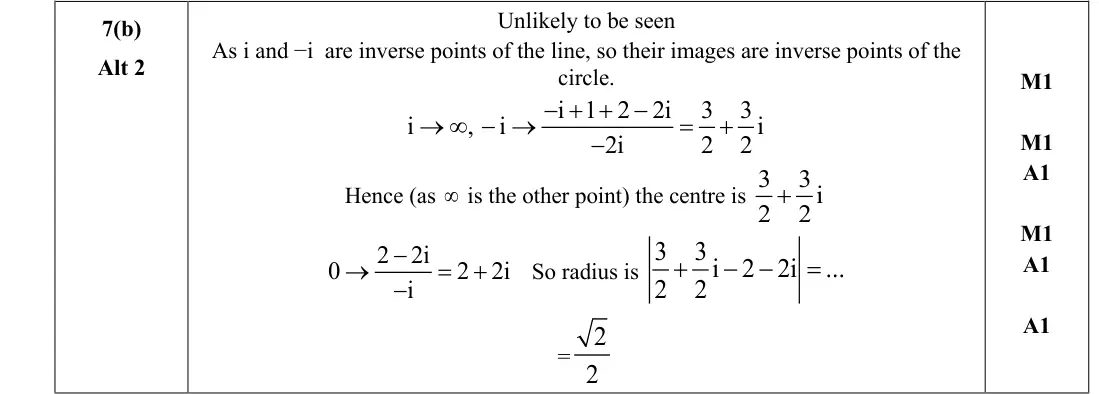 7(b)
Alt 2
Unlikely to be seen
As i and −i are inverse points of the line, so their images are inverse points of the
circle.
M1
i → ∞, −i → (−i+1+2−2i)/(−2i) = 3/2 + 3/2 i
M1
A1
Hence (as ∞ is the other point) the centre is 3/2 + 3/2 i
0 → (2−2i)/(−i) = 2+2i So radius is |3/2 + 3/2 i − 2 − 2i| = ...
M1
A1
= √2/2
A1